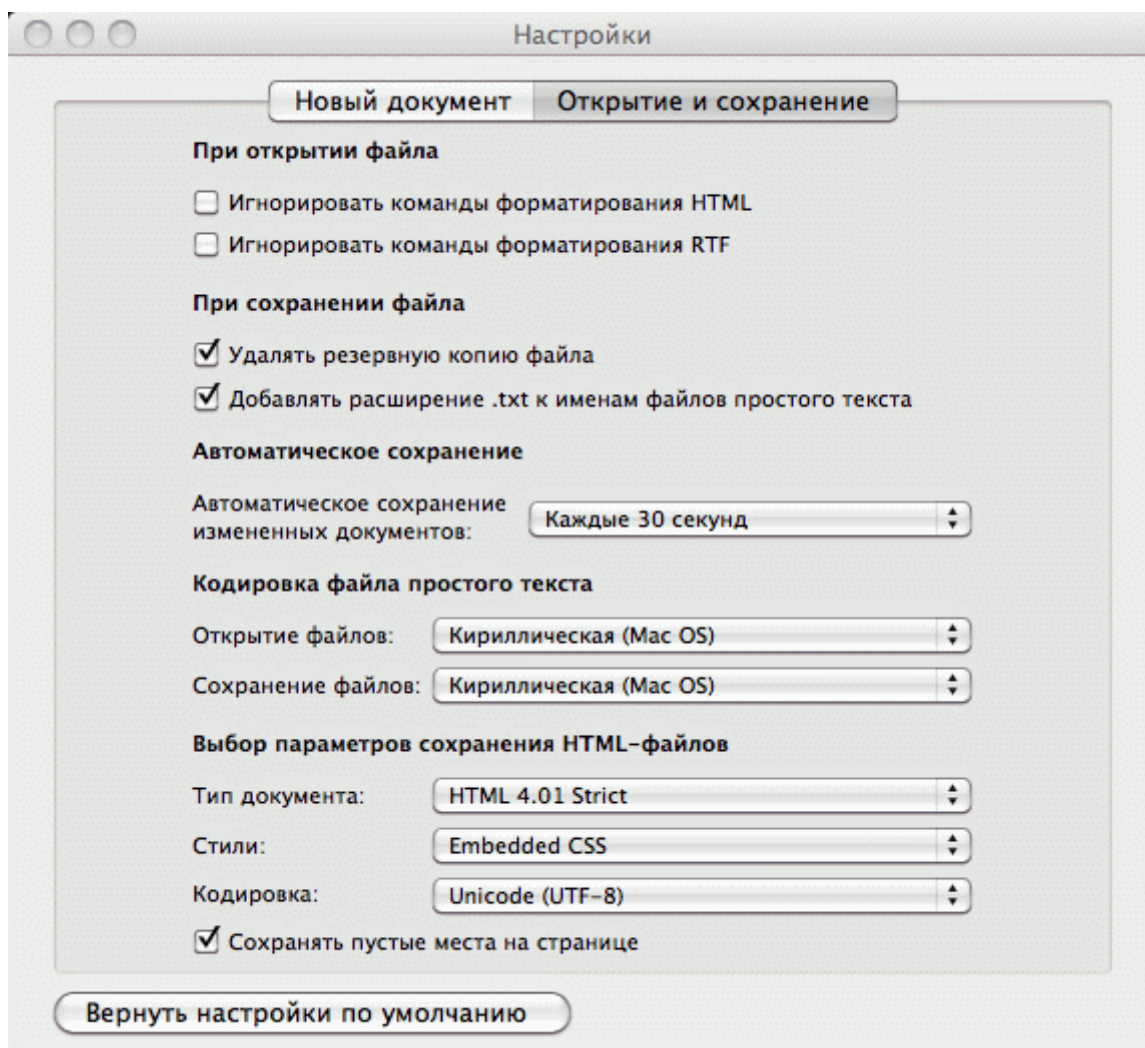 Настройки
Новый документ Открытие и сохранение
При открытии файла
Игнорировать команды форматирования HTML
Игнорировать команды форматирования RTF
При сохранении файла
Удалять резервную копию файла
Добавлять расширение .txt к именам файлов простого текста
Автоматическое сохранение
Автоматическое сохранение
измененных документов: Каждые 30 секунд
Кодировка файла простого текста
Открытие файлов: Кириллическая (Mac OS)
Сохранение файлов: Кириллическая (Mac OS)
Выбор параметров сохранения HTML-файлов
Тип документа: HTML 4.01 Strict
Стили: Embedded CSS
Кодировка: Unicode (UTF-8)
Сохранять пустые места на странице
Вернуть настройки по умолчанию